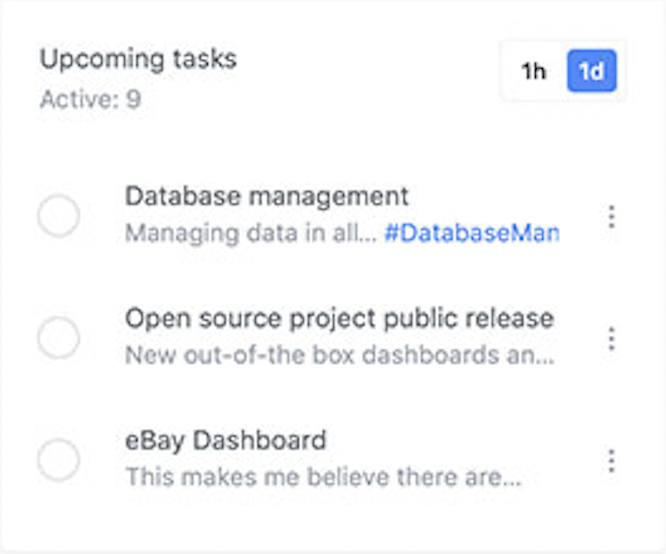 Upcoming tasks
1h 1d
Active: 9
Database management
Managing data in all... #DatabaseMan
Open source project public release
New out-of-the box dashboards an...
eBay Dashboard
This makes me believe there are...